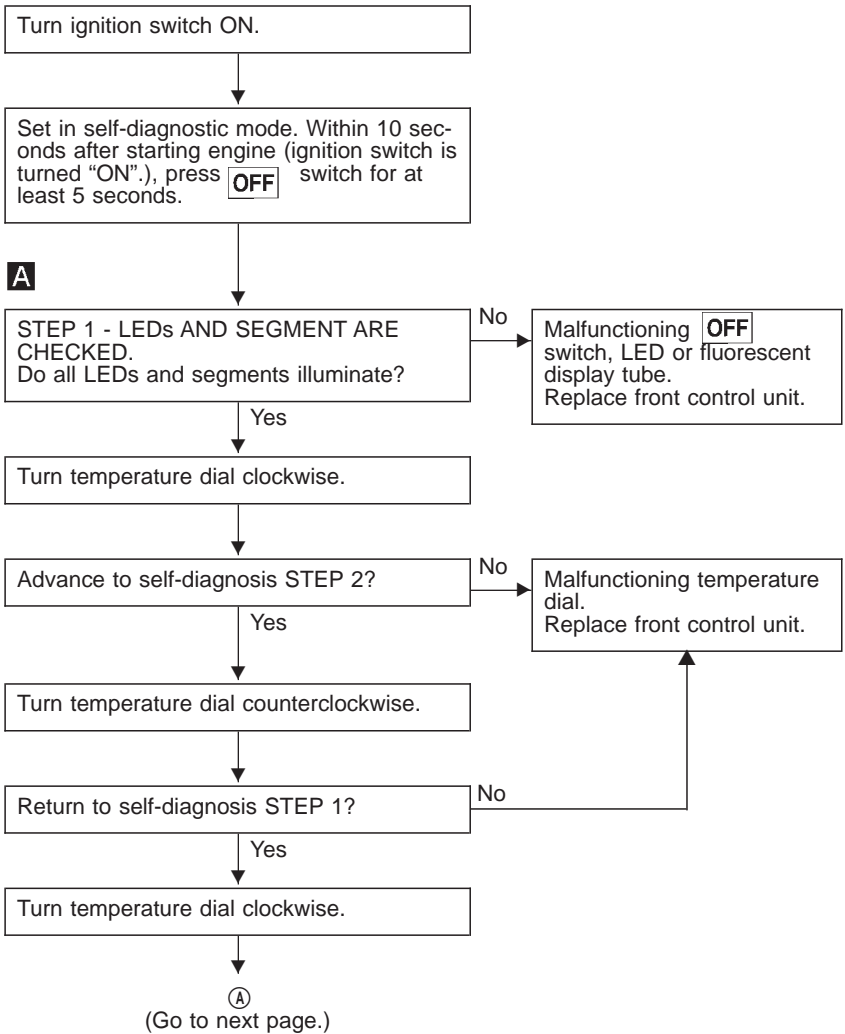 Turn ignition switch ON.
Set in self-diagnostic mode. Within 10 sec-
onds after starting engine (ignition switch is
turned “ON”.), press OFF switch for at
least 5 seconds.
A
STEP 1 - LEDs AND SEGMENT ARE
CHECKED.
Do all LEDs and segments illuminate?
No
Malfunctioning OFF
switch, LED or fluorescent
display tube.
Replace front control unit.
Yes
Turn temperature dial clockwise.
Advance to self-diagnosis STEP 2?
No
Malfunctioning temperature
dial.
Replace front control unit.
Yes
Turn temperature dial counterclockwise.
Return to self-diagnosis STEP 1?
No
Yes
Turn temperature dial clockwise.
Ⓐ
(Go to next page.)